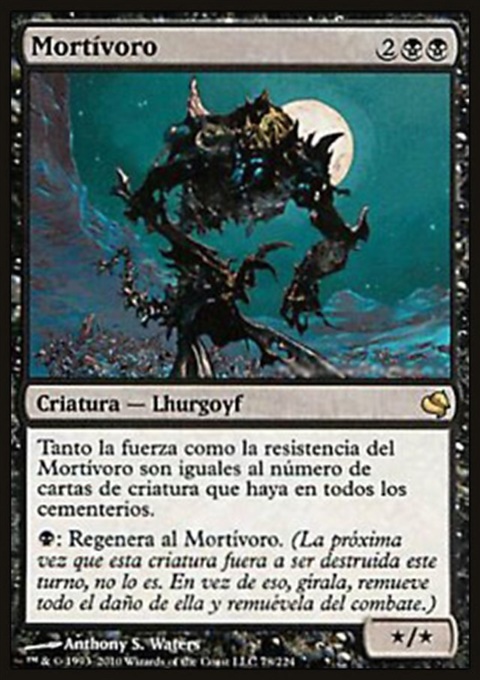 Mortívoro 2
Criatura — Lhurgoyf
Tanto la fuerza como la resistencia del
Mortívoro son iguales al número de
cartas de criatura que haya en todos los
cementerios.
: Regenera al Mortívoro. (La próxima
vez que esta criatura fuera a ser destruida este
turno, no lo es. En vez de eso, gírala, remueve
todo el daño de ella y remuévela del combate.)
Anthony S. Waters
™ & © 1993–2010 Wizards of the Coast LLC 78/224
★/★